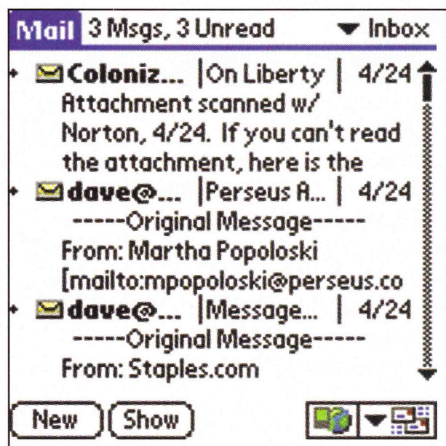 Mail 3 Msgs, 3 Unread Inbox
Coloniz... |On Liberty | 4/24
Attachment scanned w/
Norton, 4/24. If you can't read
the attachment, here is the
dave@... |Perseus A... | 4/24
-----Original Message-----
From: Martha Popoloski
[mailto:mpopoloski@perseus.co
dave@... |Message... | 4/24
-----Original Message-----
From: Staples.com
New Show